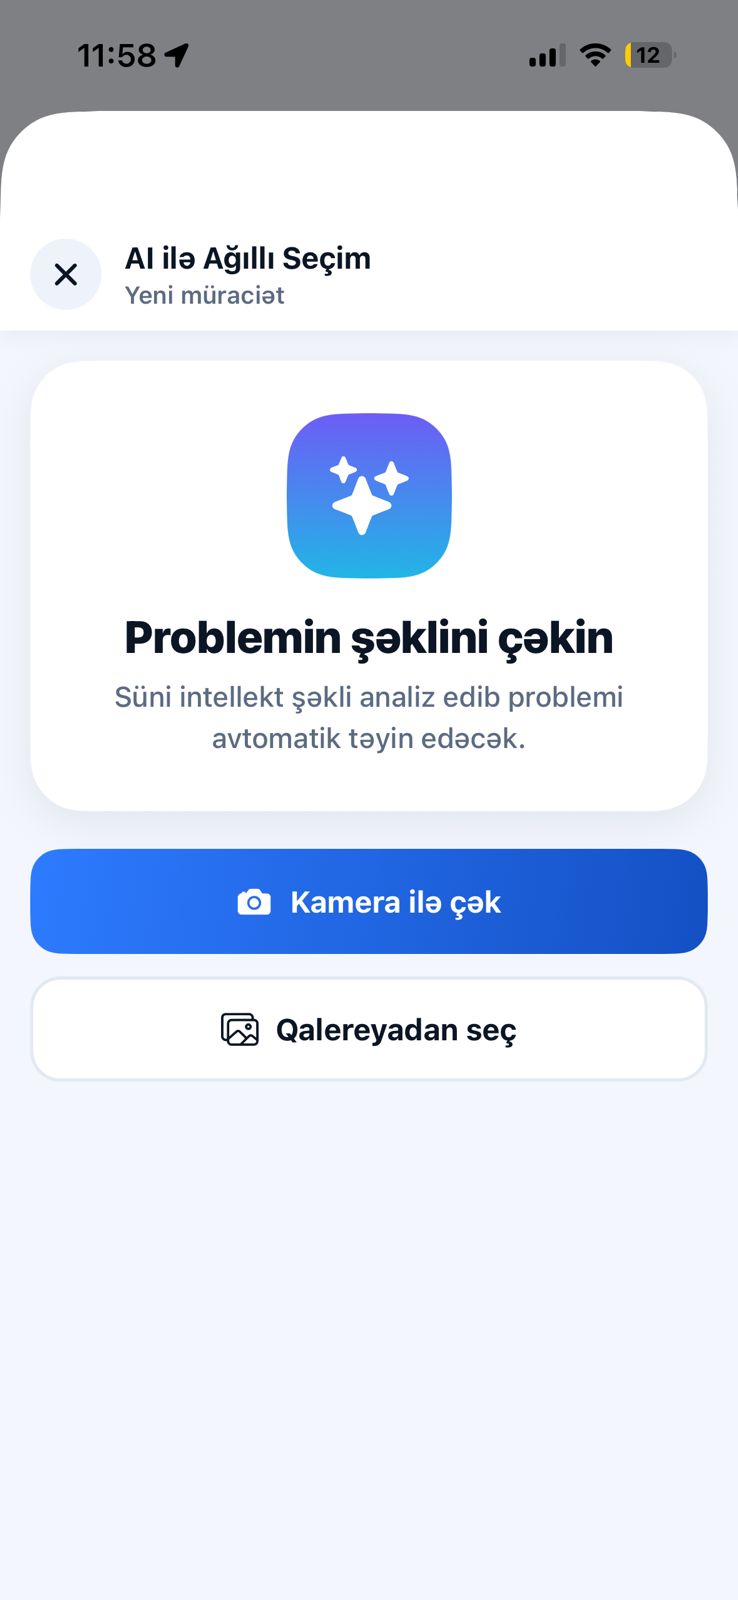 11:58
12
AI ilə Ağıllı Seçim
Yeni müraciət
Problemin şəklini çəkin
Süni intellekt şəkli analiz edib problemi
avtomatik təyin edəcək.
Kamera ilə çək
Qalereyadan seç